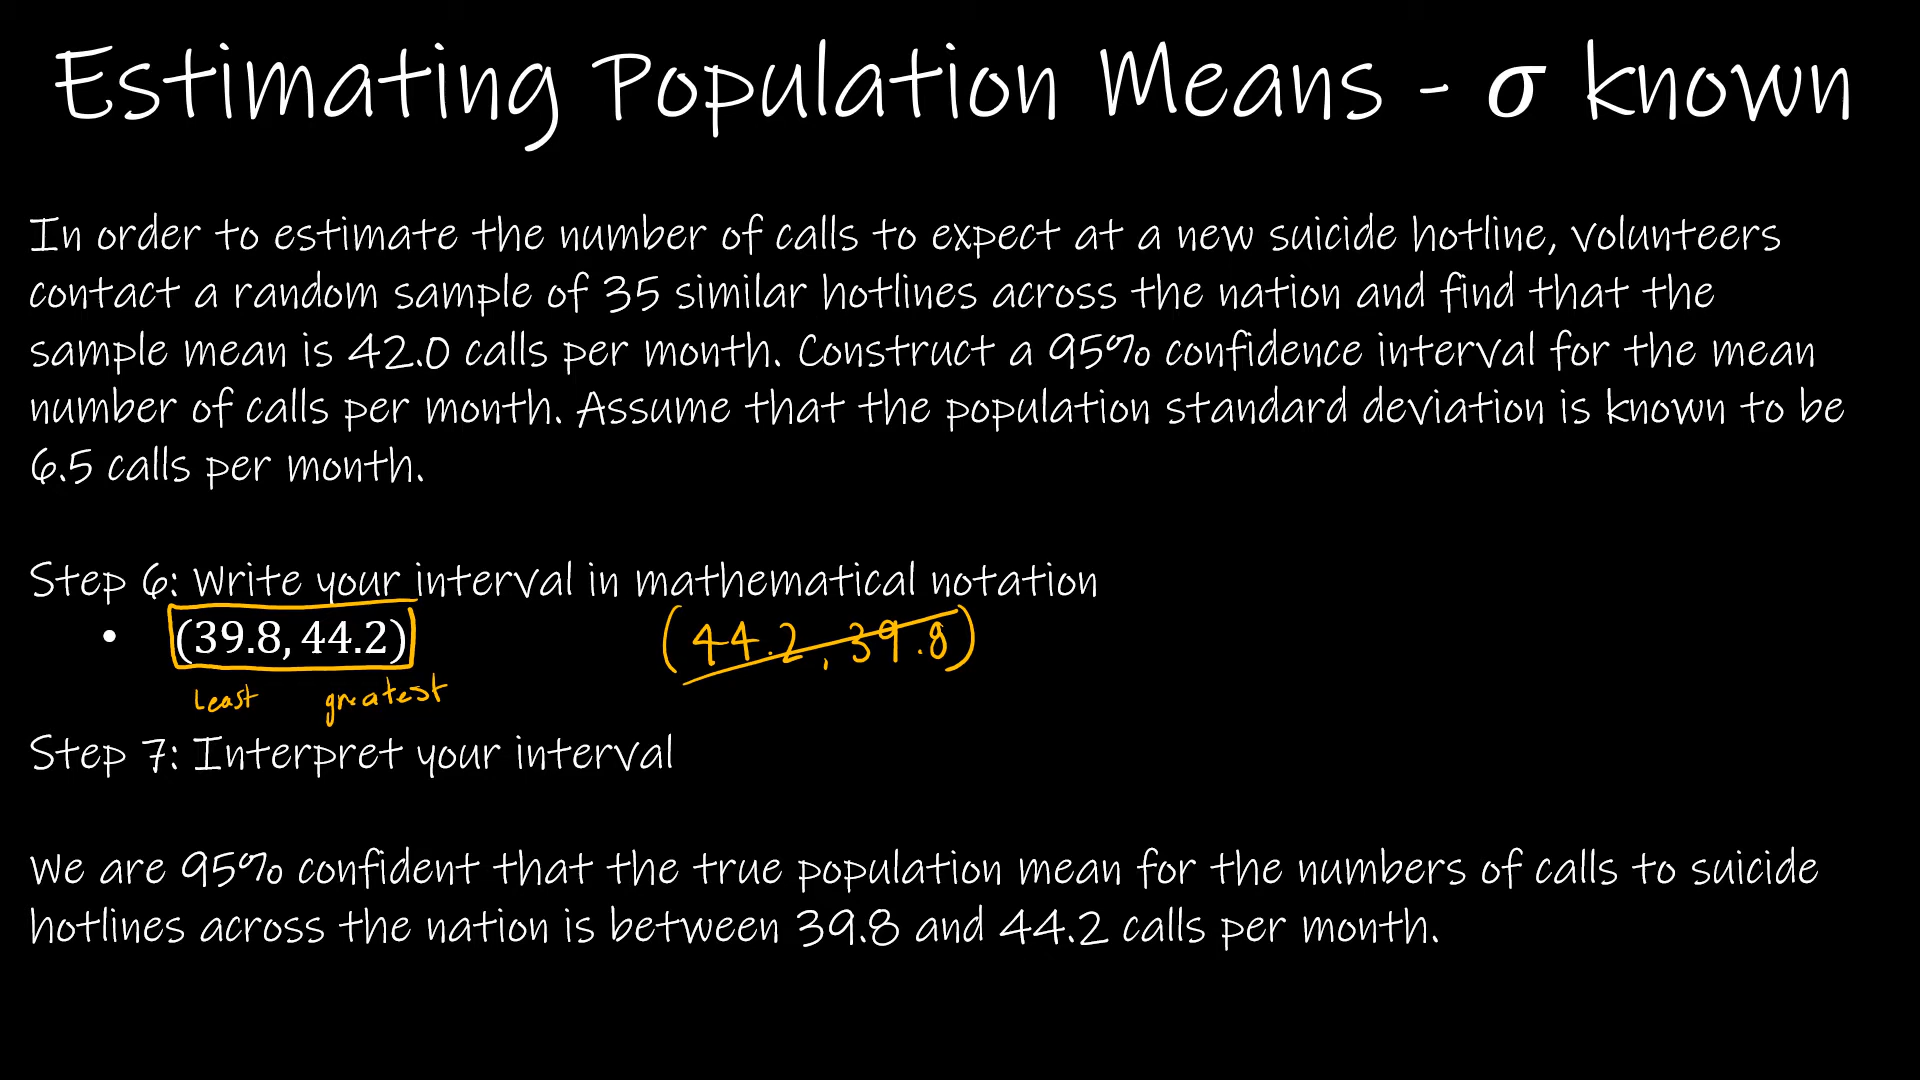 Estimating Population Means - σ known
In order to estimate the number of calls to expect at a new suicide hotline, volunteers
contact a random sample of 35 similar hotlines across the nation and find that the
sample mean is 42.0 calls per month. Construct a 95% confidence interval for the mean
number of calls per month. Assume that the population standard deviation is known to be
6.5 calls per month.
Step 6: Write your interval in mathematical notation
• (39.8, 44.2) (44.2, 39.8)
least greatest
Step 7: Interpret your interval
We are 95% confident that the true population mean for the numbers of calls to suicide
hotlines across the nation is between 39.8 and 44.2 calls per month.